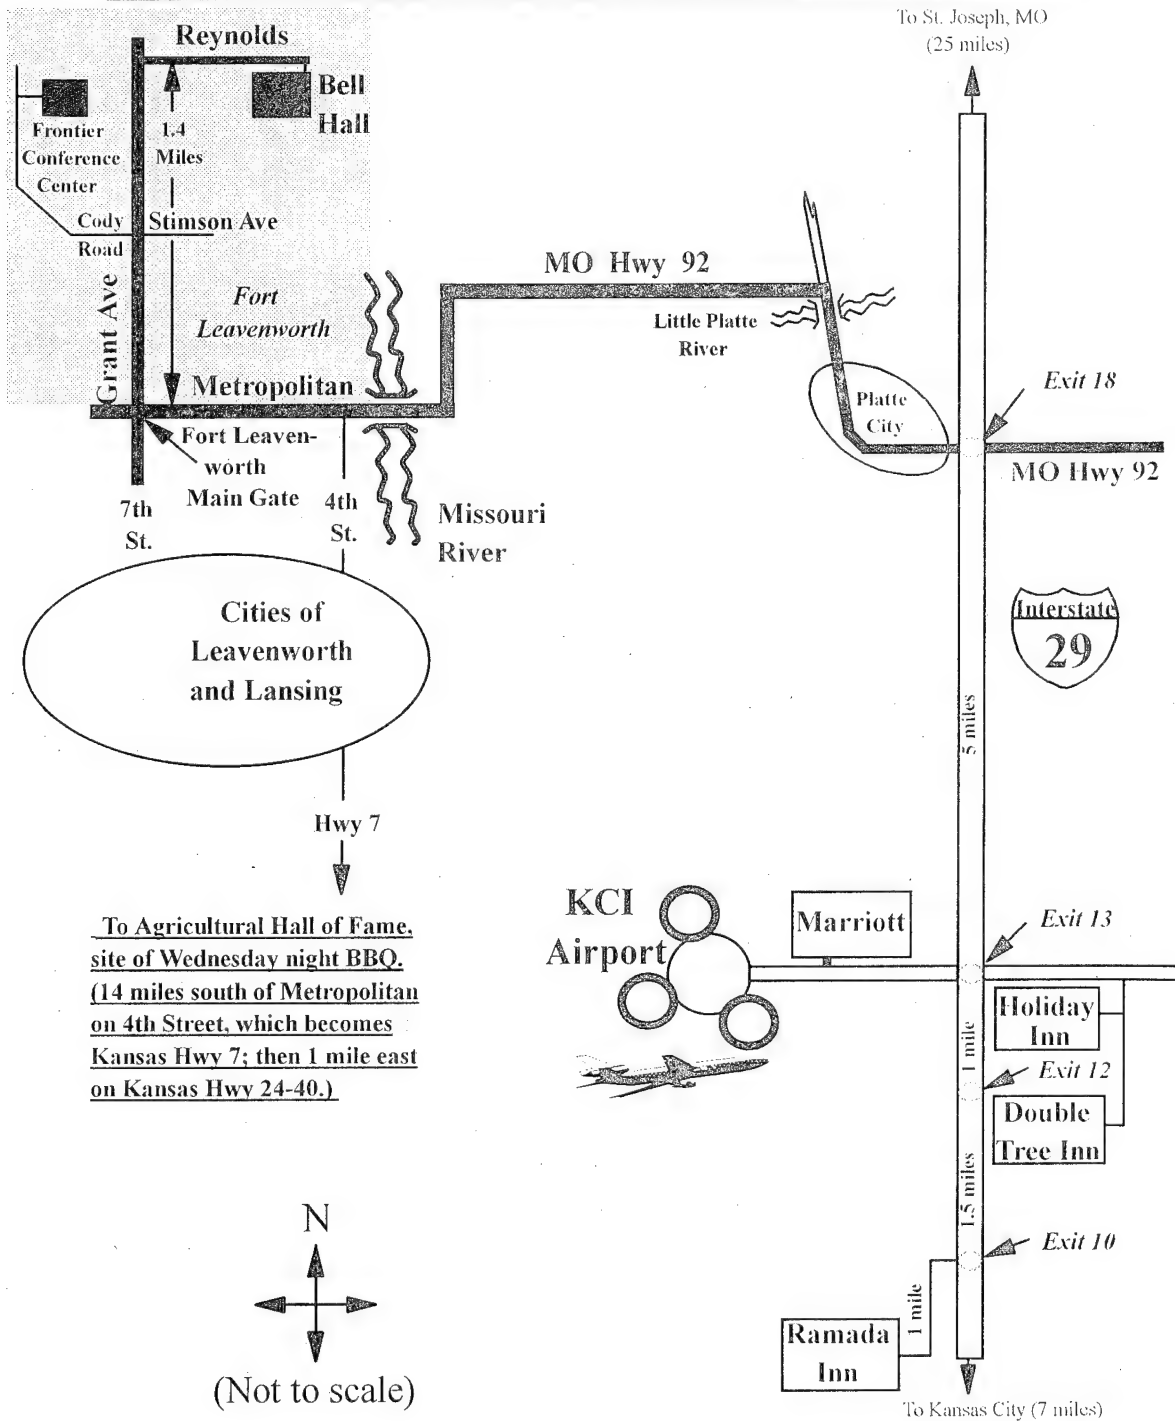 To St. Joseph, MO
(25 miles)
Reynolds
Bell
Hall
Frontier
Conference
Center
1.4
Miles
Cody
Road
Stimson Ave
Grant Ave
Fort
Leavenworth
Metropolitan
MO Hwy 92
Little Platte
River
Platte
City
Exit 18
MO Hwy 92
Fort Leaven-
worth
Main Gate
7th
St.
4th
St.
Missouri
River
Cities of
Leavenworth
and Lansing
Interstate
29
5 miles
Hwy 7
To Agricultural Hall of Fame,
site of Wednesday night BBQ.
(14 miles south of Metropolitan
on 4th Street, which becomes
Kansas Hwy 7; then 1 mile east
on Kansas Hwy 24-40.)
KCI
Airport
Marriott
Exit 13
Holiday
Inn
1 mile
Exit 12
Double
Tree Inn
1.5 miles
Exit 10
1 mile
Ramada
Inn
N
(Not to scale)
To Kansas City (7 miles)